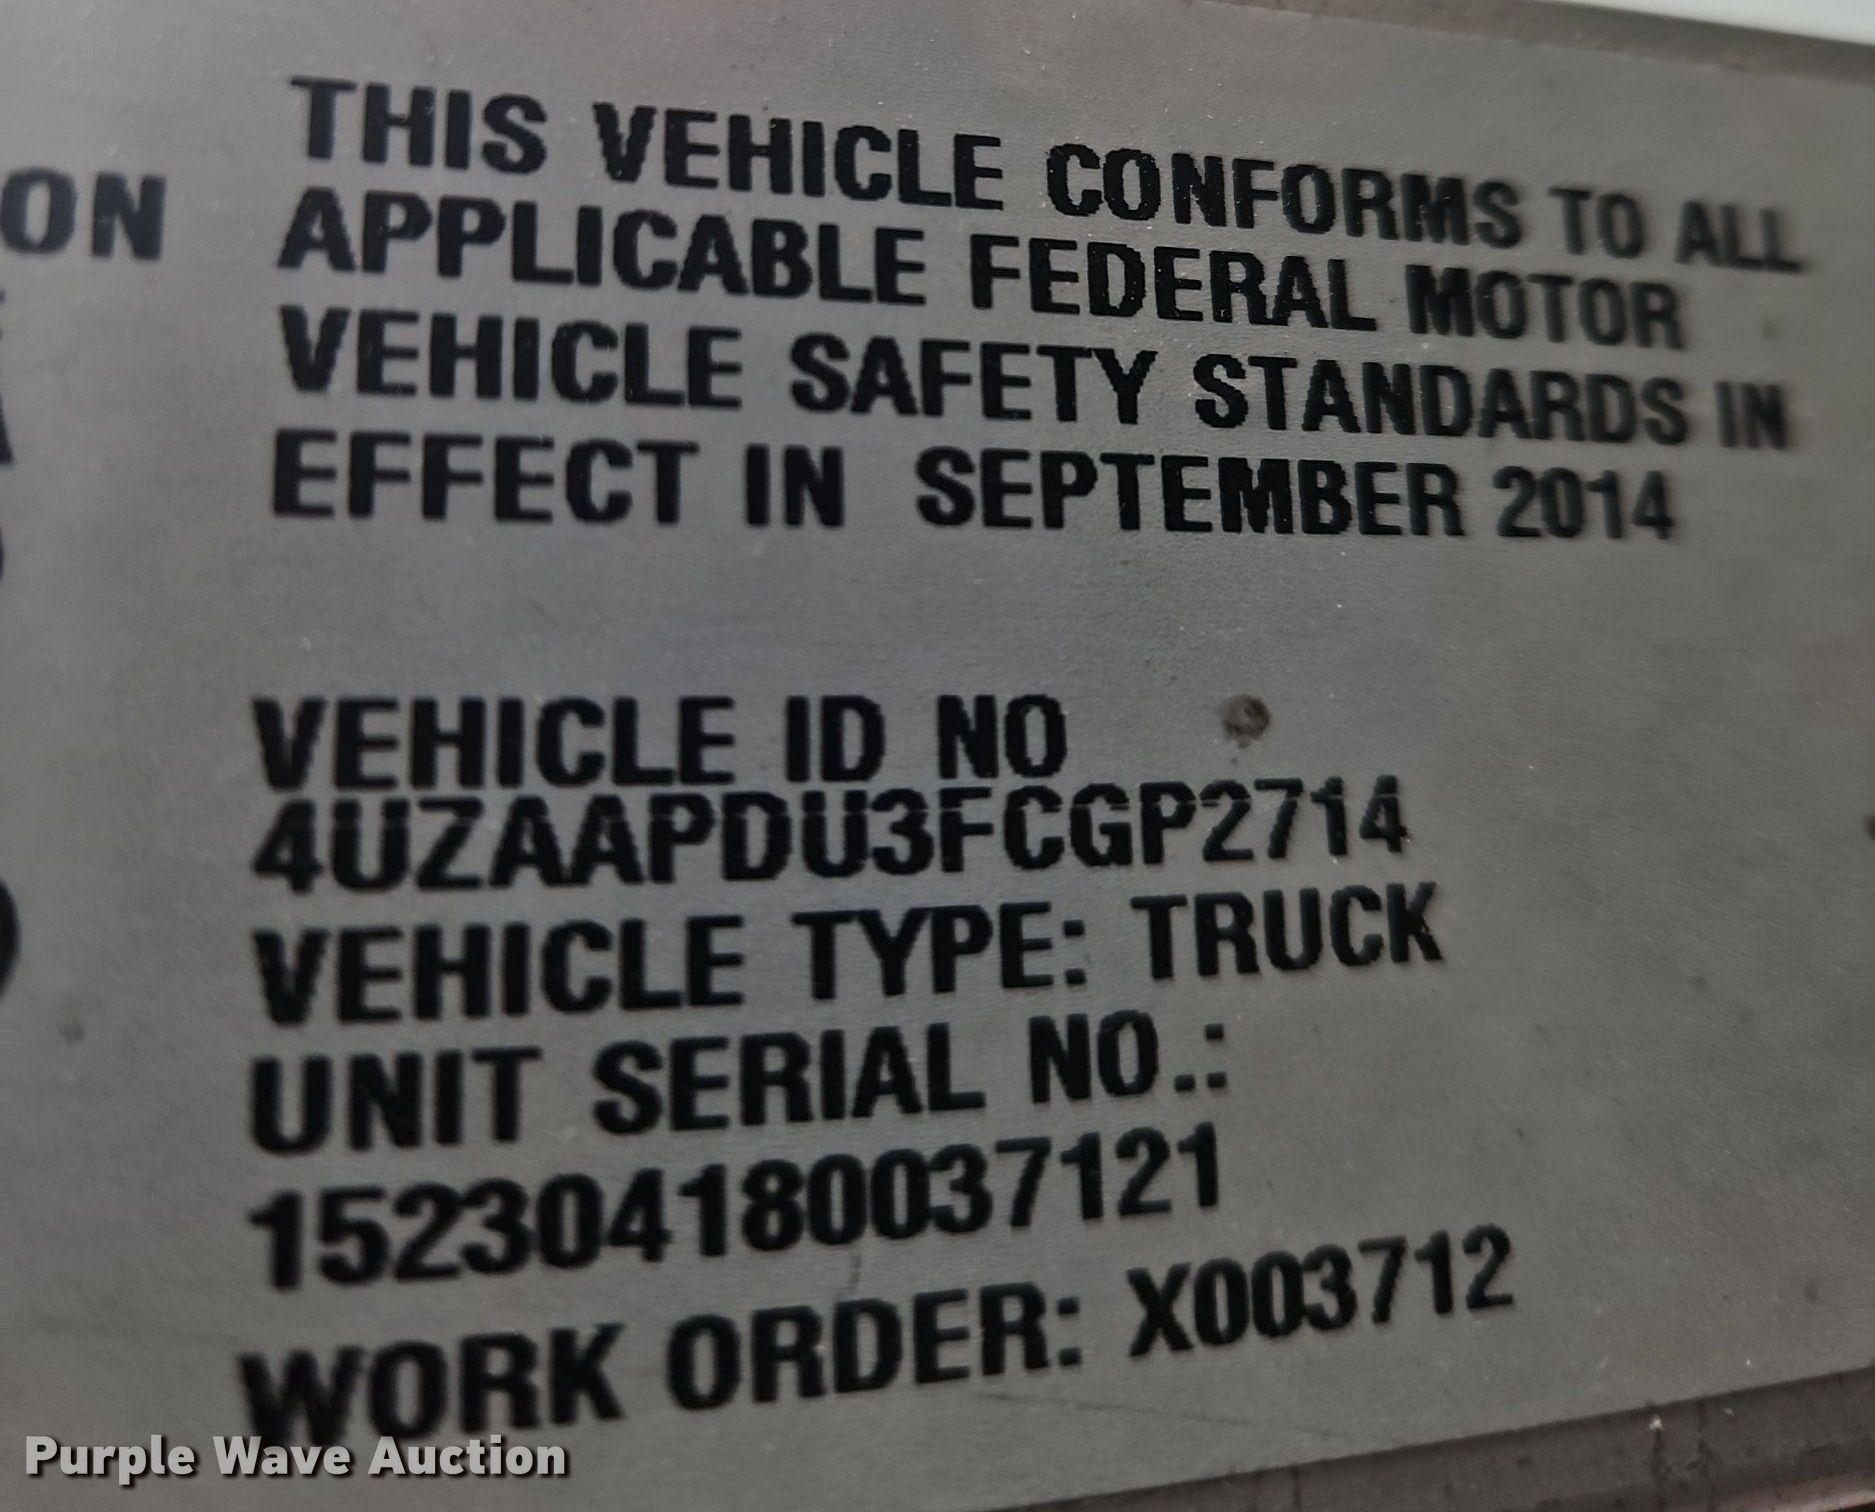 THIS VEHICLE CONFORMS TO ALL
ON APPLICABLE FEDERAL MOTOR
VEHICLE SAFETY STANDARDS IN
EFFECT IN SEPTEMBER 2014
VEHICLE ID NO
4UZAAPDU3FCGP2714
VEHICLE TYPE: TRUCK
UNIT SERIAL NO.:
152304180037121
WORK ORDER: X003712
Purple Wave Auction